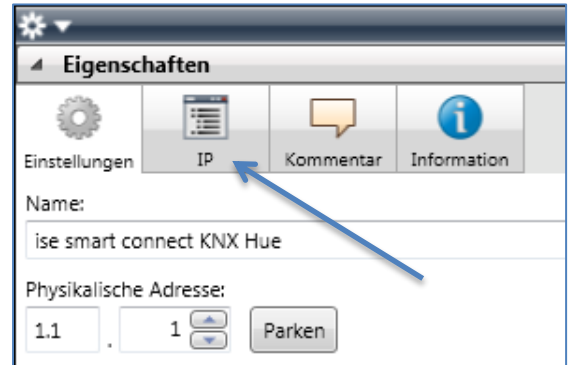 Eigenschaften
Einstellungen IP Kommentar Information
Name:
ise smart connect KNX Hue
Physikalische Adresse:
1.1 . 1 Parken